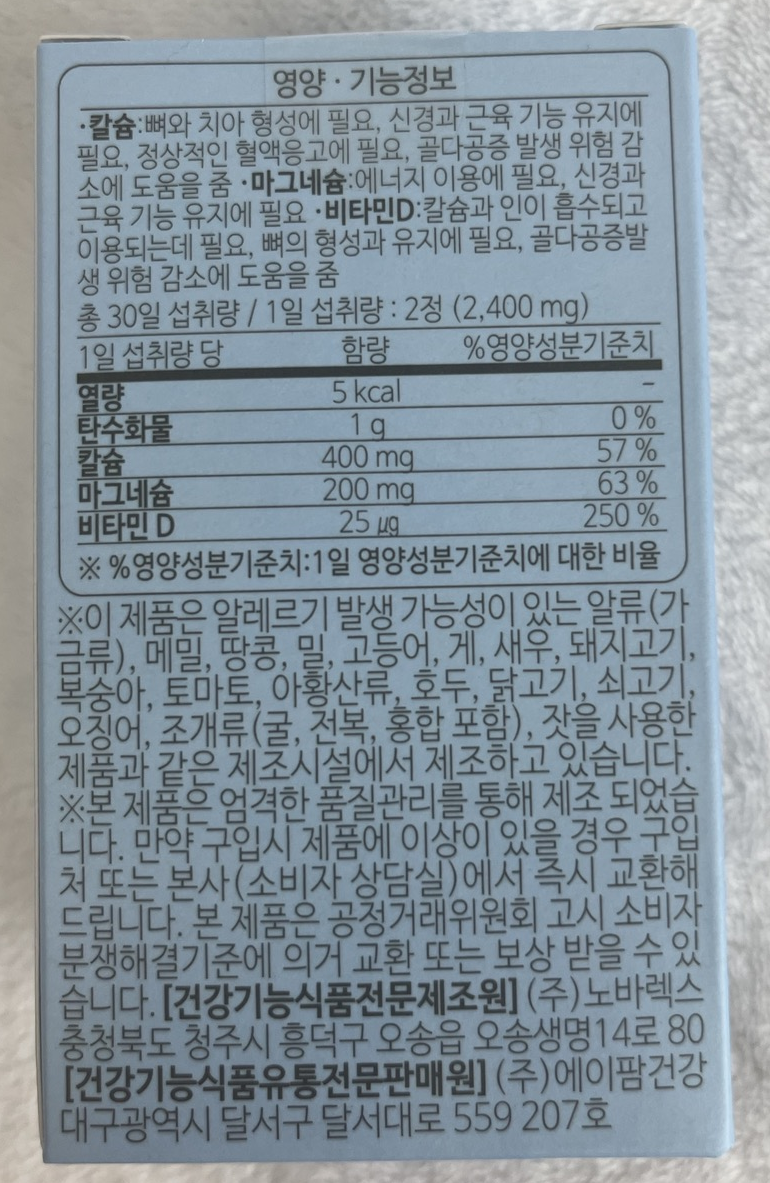 영양 · 기능정보
·칼슘:뼈와 치아 형성에 필요, 신경과 근육 기능 유지에
필요, 정상적인 혈액응고에 필요, 골다공증 발생 위험 감
소에 도움을 줌 ·마그네슘:에너지 이용에 필요, 신경과
근육 기능 유지에 필요 ·비타민D:칼슘과 인이 흡수되고
이용되는데 필요, 뼈의 형성과 유지에 필요, 골다공증발
생 위험 감소에 도움을 줌
총 30일 섭취량 / 1일 섭취량 : 2정 (2,400 mg)
1일 섭취량 당 함량 %영양성분기준치
열량 5 kcal –
탄수화물 1 g 0 %
칼슘 400 mg 57 %
마그네슘 200 mg 63 %
비타민 D 25 µg 250 %
※ %영양성분기준치:1일 영양성분기준치에 대한 비율
※이 제품은 알레르기 발생 가능성이 있는 알류(가
금류), 메밀, 땅콩, 밀, 고등어, 게, 새우, 돼지고기,
복숭아, 토마토, 아황산류, 호두, 닭고기, 쇠고기,
오징어, 조개류(굴, 전복, 홍합 포함), 잣을 사용한
제품과 같은 제조시설에서 제조하고 있습니다.
※본 제품은 엄격한 품질관리를 통해 제조 되었습
니다. 만약 구입시 제품에 이상이 있을 경우 구입
처 또는 본사(소비자 상담실)에서 즉시 교환해
드립니다. 본 제품은 공정거래위원회 고시 소비자
분쟁해결기준에 의거 교환 또는 보상 받을 수 있
습니다. [건강기능식품전문제조원] (주)노바렉스
충청북도 청주시 흥덕구 오송읍 오송생명14로 80
[건강기능식품유통전문판매원] (주)에이팜건강
대구광역시 달서구 달서대로 559 207호